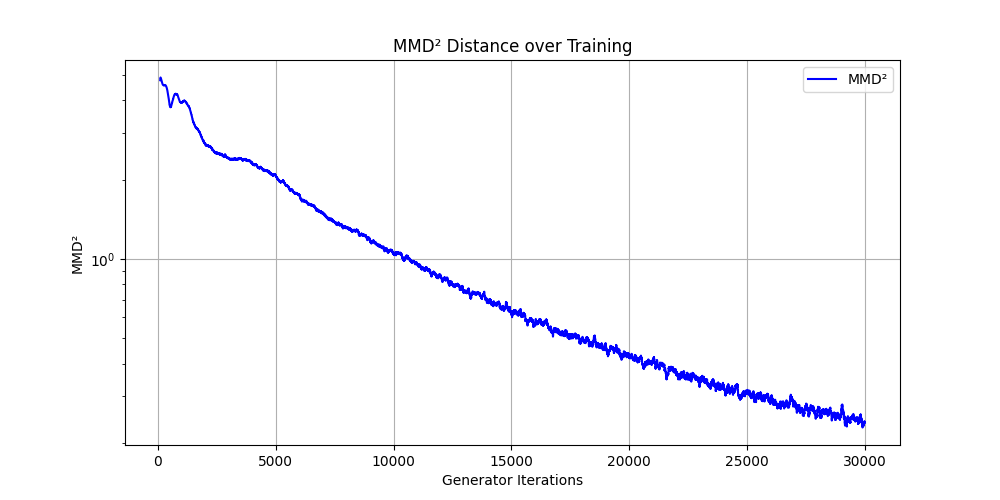 MMD² Distance over Training
MMD²
MMD²
10⁰
0 5000 10000 15000 20000 25000 30000
Generator Iterations